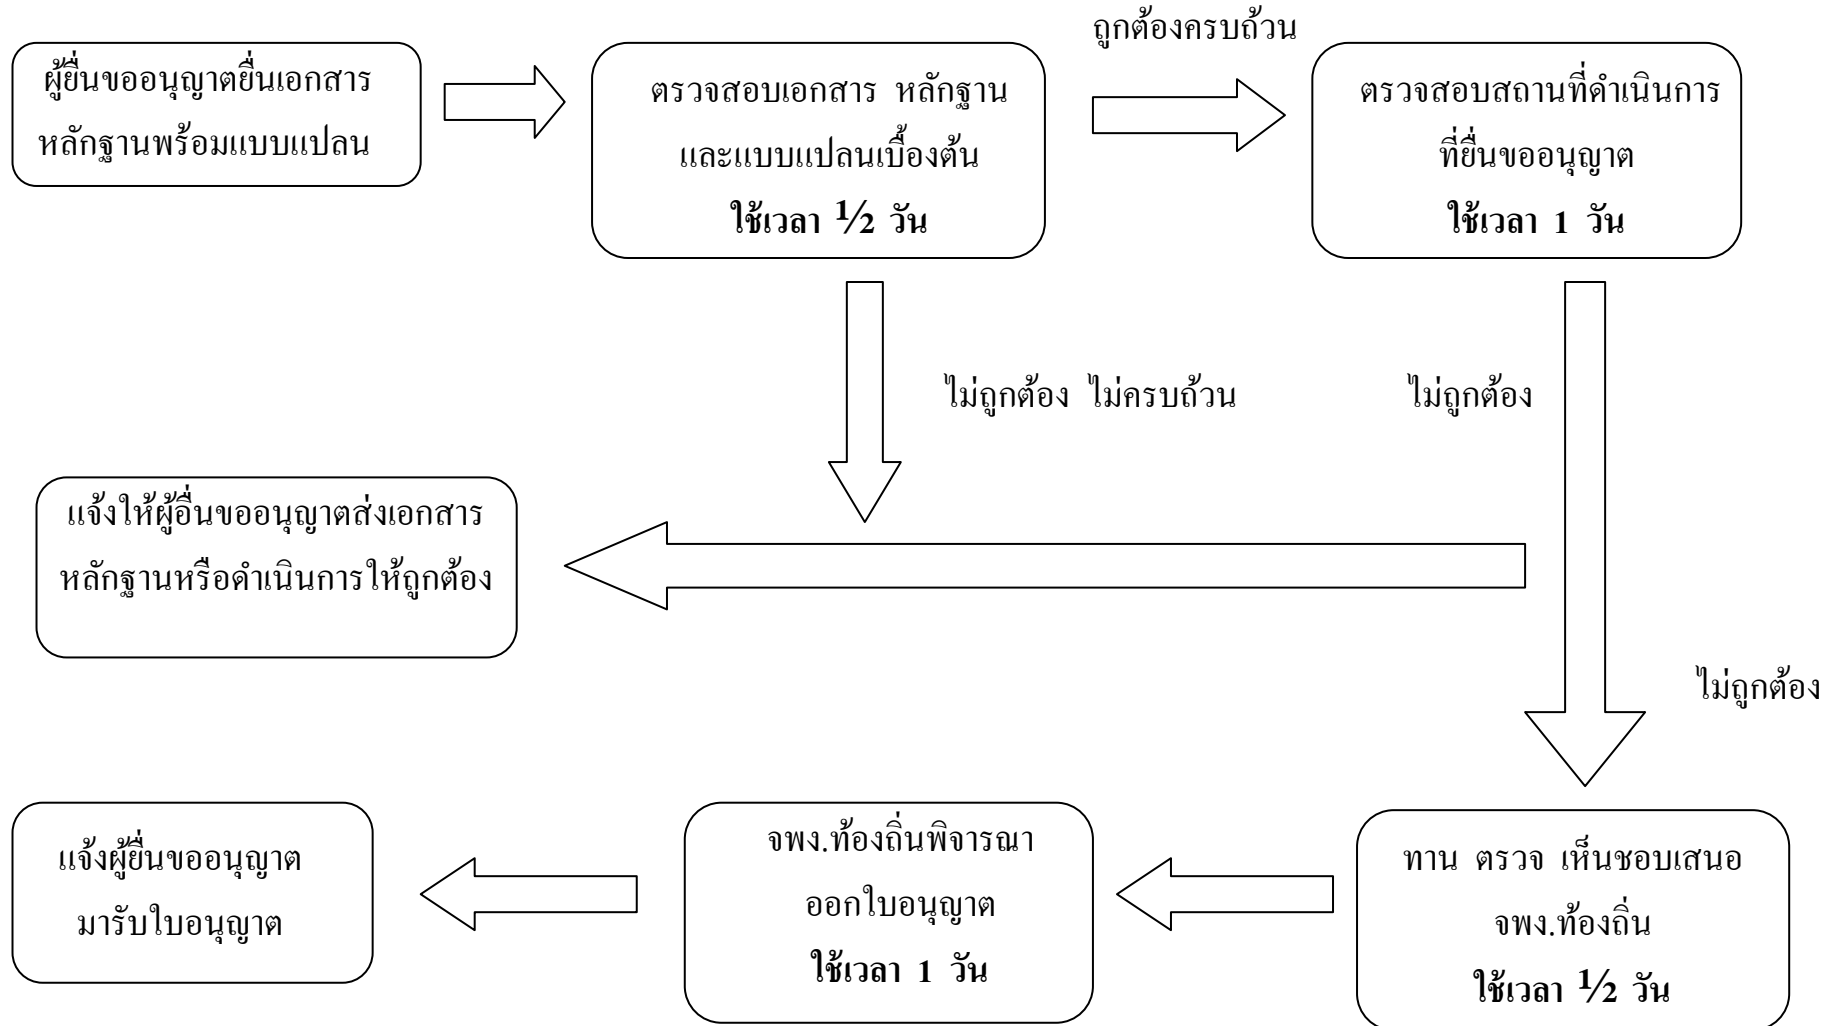 ถูกต้องครบถ้วน
ผู้ยื่นขออนุญาตยื่นเอกสาร
หลักฐานพร้อมแบบแปลน
ตรวจสอบเอกสาร หลักฐาน
และแบบแปลนเบื้องต้น
ใช้เวลา ½ วัน
ตรวจสอบสถานที่ดำเนินการ
ที่ยื่นขออนุญาต
ใช้เวลา 1 วัน
ไม่ถูกต้อง ไม่ครบถ้วน
ไม่ถูกต้อง
แจ้งให้ผู้อื่นขออนุญาตส่งเอกสาร
หลักฐานหรือดำเนินการให้ถูกต้อง
ไม่ถูกต้อง
แจ้งผู้ยื่นขออนุญาต
มารับใบอนุญาต
จพง.ท้องถิ่นพิจารณา
ออกใบอนุญาต
ใช้เวลา 1 วัน
ทาน ตรวจ เห็นชอบเสนอ
จพง.ท้องถิ่น
ใช้เวลา ½ วัน